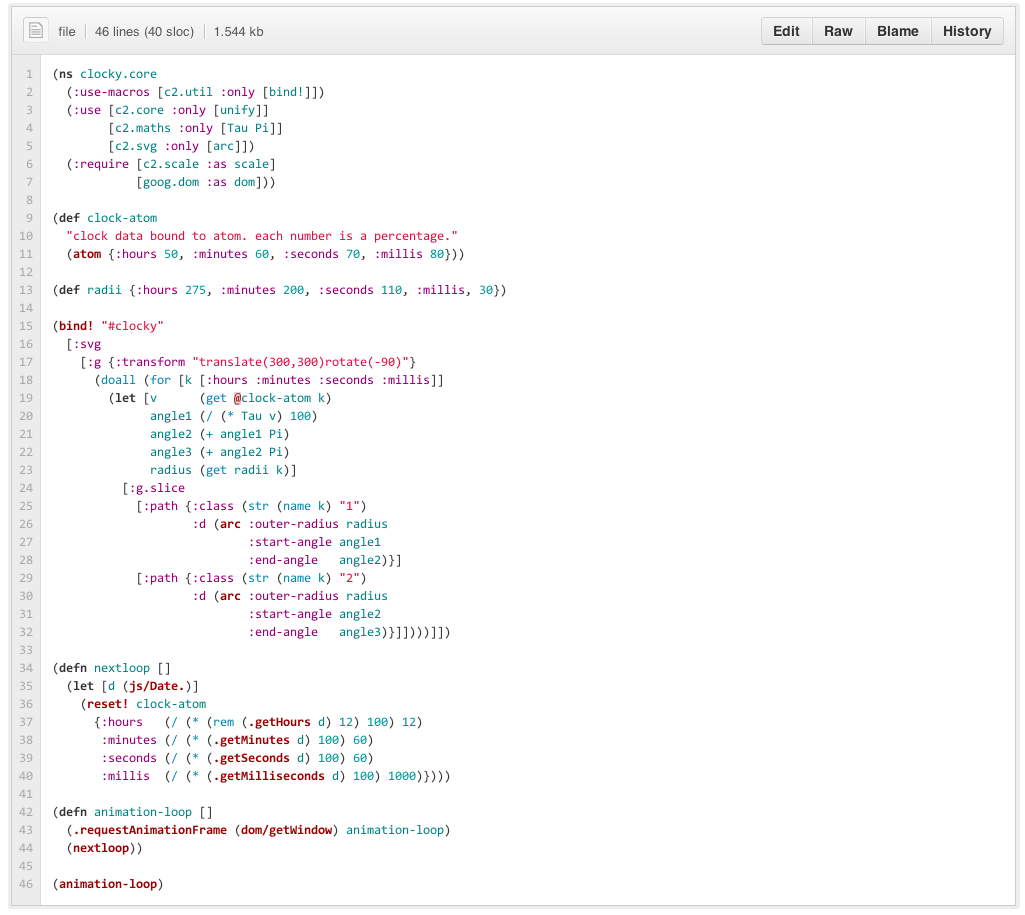 file 46 lines (40 sloc) 1.544 kb Edit Raw Blame History
1 (ns clocky.core
2   (:use-macros [c2.util :only [bind!]])
3   (:use [c2.core :only [unify]]
4         [c2.maths :only [Tau Pi]]
5         [c2.svg :only [arc]])
6   (:require [c2.scale :as scale]
7             [goog.dom :as dom]))
8
9 (def clock-atom
10   "clock data bound to atom. each number is a percentage."
11   (atom {:hours 50, :minutes 60, :seconds 70, :millis 80}))
12
13 (def radii {:hours 275, :minutes 200, :seconds 110, :millis, 30})
14
15 (bind! "#clocky"
16   [:svg
17     [:g {:transform "translate(300,300)rotate(-90)"}
18       (doall (for [k [:hours :minutes :seconds :millis]]
19         (let [v      (get @clock-atom k)
20               angle1 (/ (* Tau v) 100)
21               angle2 (+ angle1 Pi)
22               angle3 (+ angle2 Pi)
23               radius (get radii k)]
24           [:g.slice
25             [:path {:class (str (name k) "1")
26                     :d (arc :outer-radius radius
27                             :start-angle angle1
28                             :end-angle   angle2)}]
29             [:path {:class (str (name k) "2")
30                     :d (arc :outer-radius radius
31                             :start-angle angle2
32                             :end-angle   angle3)}]])))]])
33
34 (defn nextloop []
35   (let [d (js/Date.)]
36     (reset! clock-atom
37       {:hours   (/ (* (rem (.getHours d) 12) 100) 12)
38        :minutes (/ (* (.getMinutes d) 100) 60)
39        :seconds (/ (* (.getSeconds d) 100) 60)
40        :millis  (/ (* (.getMilliseconds d) 100) 1000)})))
41
42 (defn animation-loop []
43   (.requestAnimationFrame (dom/getWindow) animation-loop)
44   (nextloop))
45
46 (animation-loop)